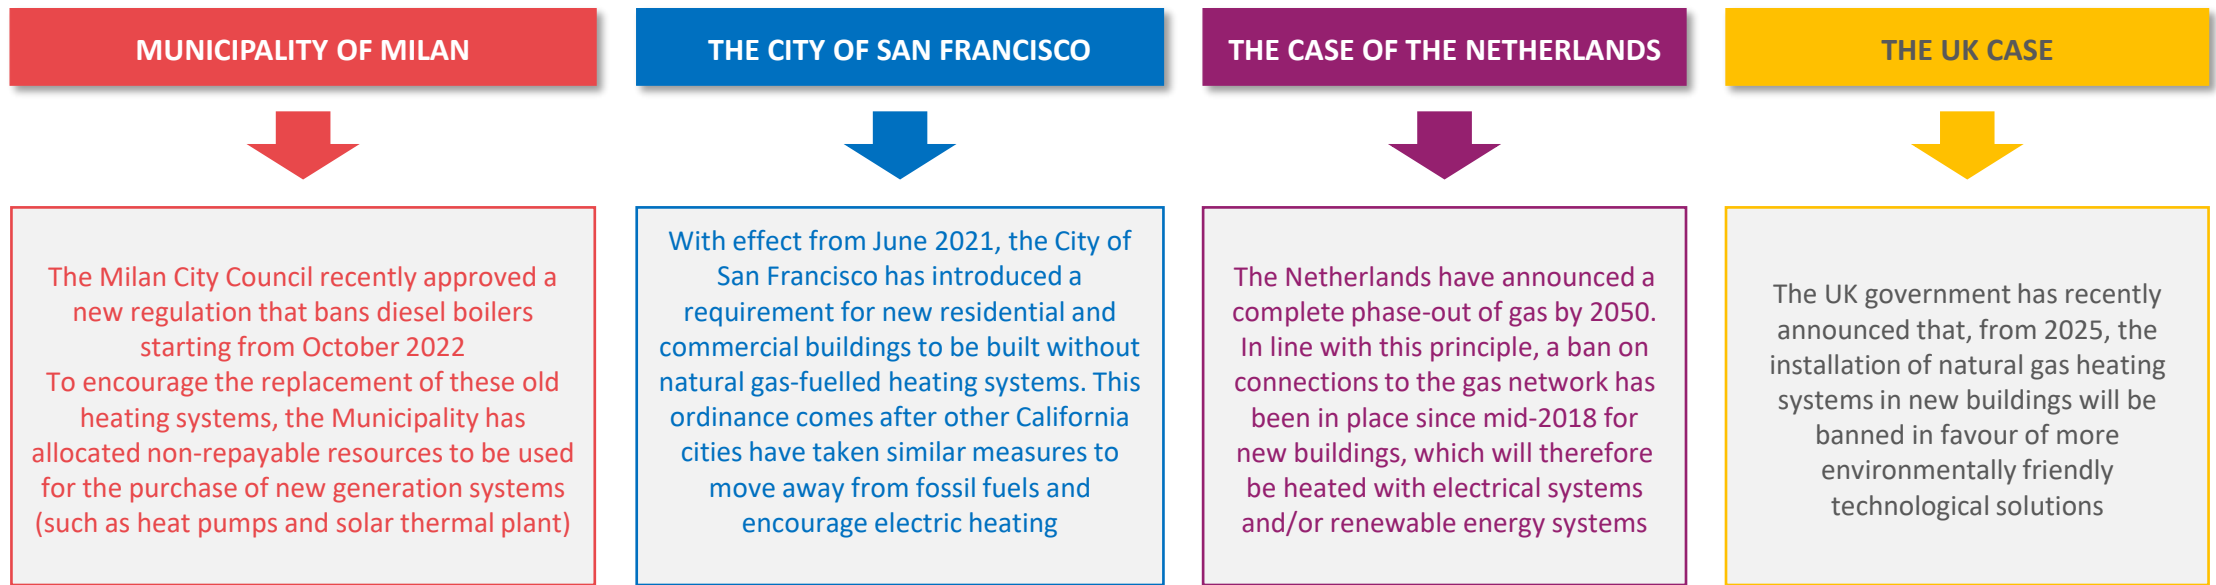 MUNICIPALITY OF MILAN
The Milan City Council recently approved a
new regulation that bans diesel boilers
starting from October 2022
To encourage the replacement of these old
heating systems, the Municipality has
allocated non-repayable resources to be used
for the purchase of new generation systems
(such as heat pumps and solar thermal plant)
THE CITY OF SAN FRANCISCO
With effect from June 2021, the City of
San Francisco has introduced a
requirement for new residential and
commercial buildings to be built without
natural gas-fuelled heating systems. This
ordinance comes after other California
cities have taken similar measures to
move away from fossil fuels and
encourage electric heating
THE CASE OF THE NETHERLANDS
The Netherlands have announced a
complete phase-out of gas by 2050.
In line with this principle, a ban on
connections to the gas network has
been in place since mid-2018 for
new buildings, which will therefore
be heated with electrical systems
and/or renewable energy systems
THE UK CASE
The UK government has recently
announced that, from 2025, the
installation of natural gas heating
systems in new buildings will be
banned in favour of more
environmentally friendly
technological solutions